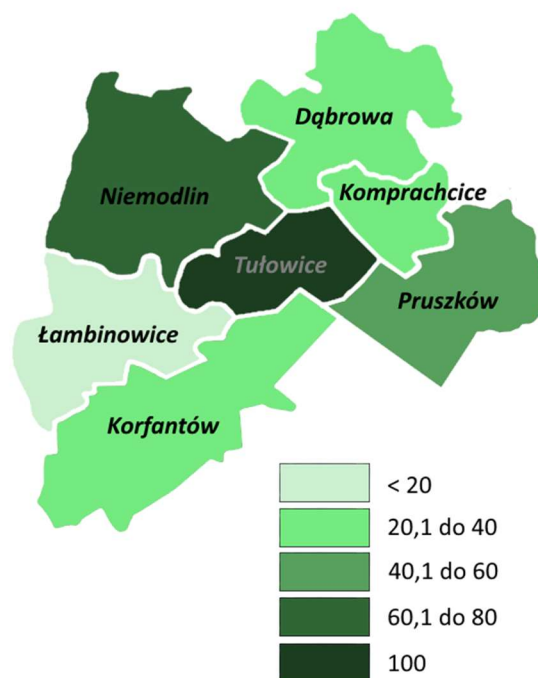 Dąbrowa
Niemodlin
Komprachcice
Tułowice
Pruszków
Łambinowice
Korfantów
< 20
20,1 do 40
40,1 do 60
60,1 do 80
100